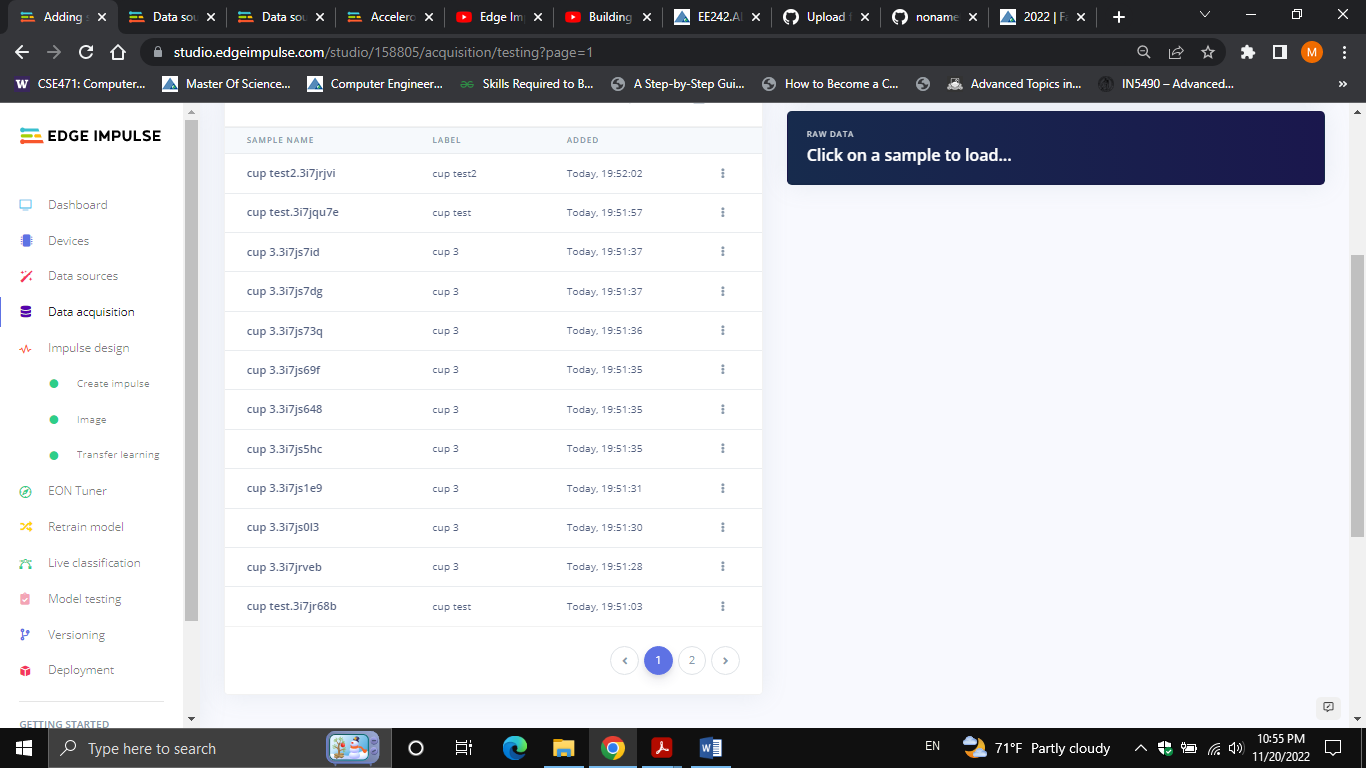 Adding s
Data sou
Data sou
Accelero
Edge Im
Building
EE242.Al
Upload f
noname
2022 | Fa
studio.edgeimpulse.com/studio/158805/acquisition/testing?page=1
M
W CSE471: Computer...
Master Of Science...
Computer Engineer...
Skills Required to B...
A Step-by-Step Gui...
How to Become a C...
Advanced Topics in...
IN5490 – Advanced...
»
EDGE IMPULSE
Dashboard
Devices
Data sources
Data acquisition
Impulse design
Create impulse
Image
Transfer learning
EON Tuner
Retrain model
Live classification
Model testing
Versioning
Deployment
GETTING STARTED
SAMPLE NAME LABEL ADDED
cup test2.3i7jrjvi cup test2 Today, 19:52:02
cup test.3i7jqu7e cup test Today, 19:51:57
cup 3.3i7js7id cup 3 Today, 19:51:37
cup 3.3i7js7dg cup 3 Today, 19:51:37
cup 3.3i7js73q cup 3 Today, 19:51:36
cup 3.3i7js69f cup 3 Today, 19:51:35
cup 3.3i7js648 cup 3 Today, 19:51:35
cup 3.3i7js5hc cup 3 Today, 19:51:35
cup 3.3i7js1e9 cup 3 Today, 19:51:31
cup 3.3i7js0l3 cup 3 Today, 19:51:30
cup 3.3i7jrveb cup 3 Today, 19:51:28
cup test.3i7jr68b cup test Today, 19:51:03
1 2
RAW DATA
Click on a sample to load...
Type here to search
EN
71°F Partly cloudy
10:55 PM
11/20/2022